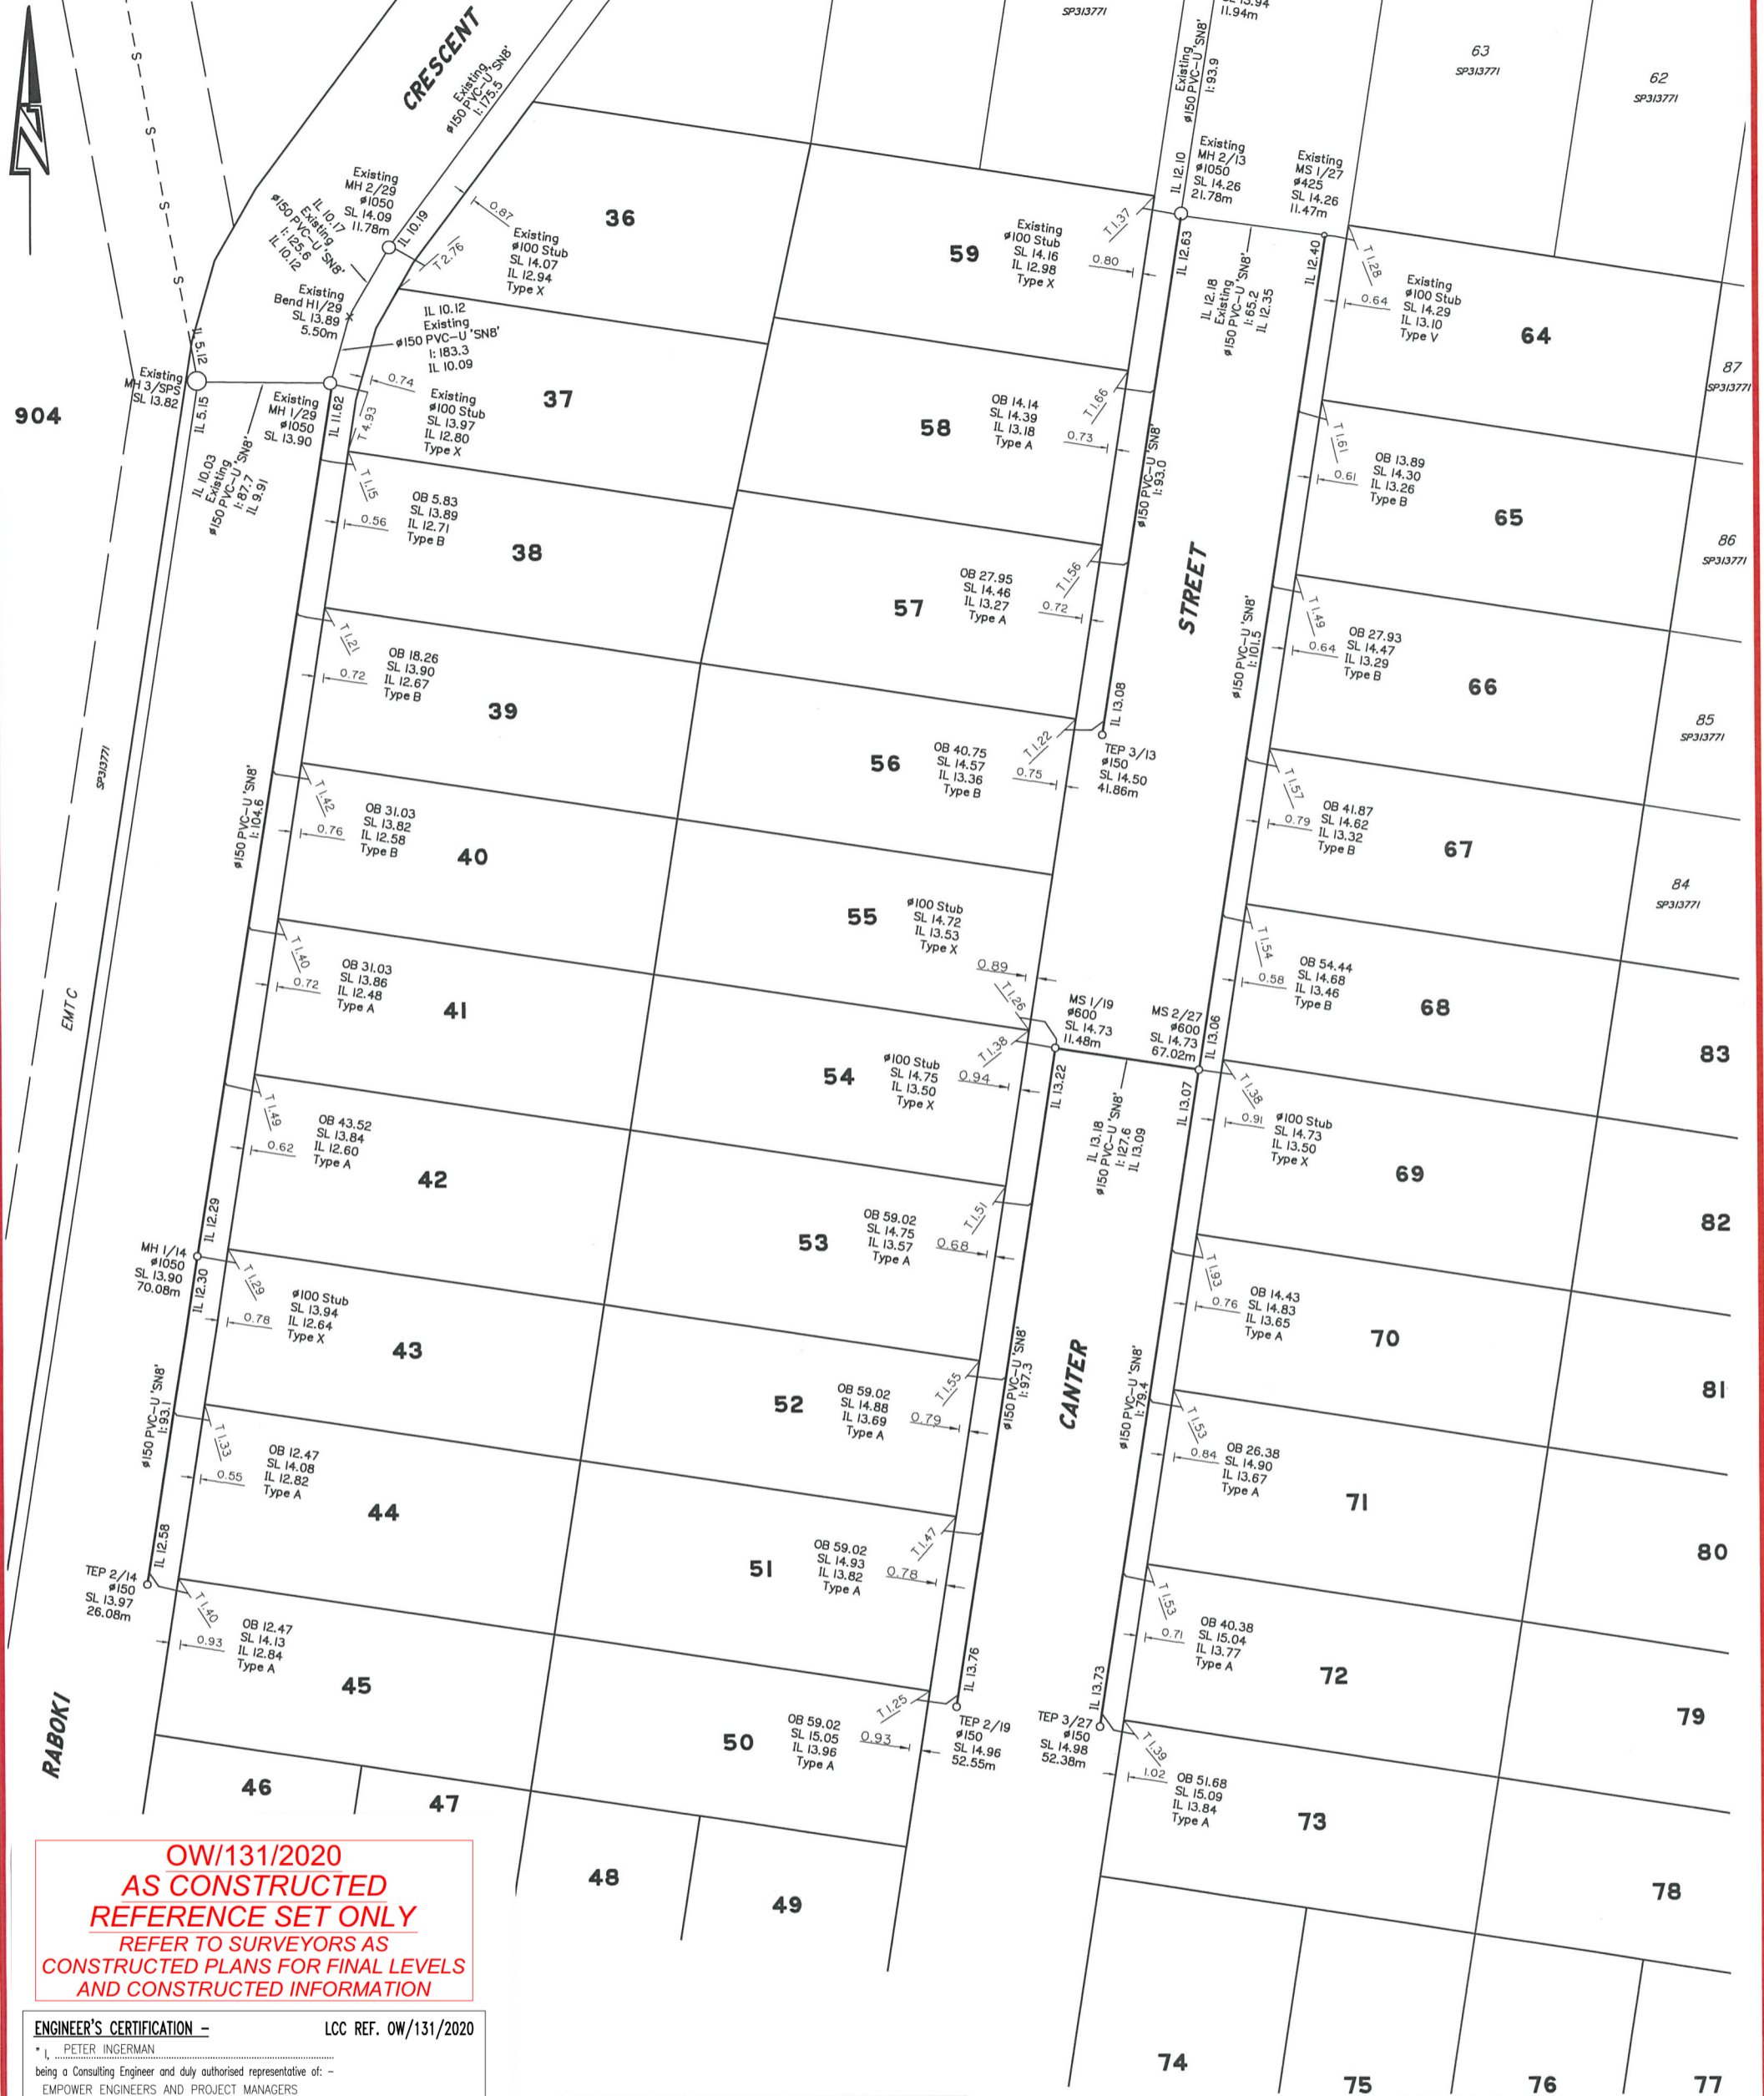 CRESCENT
Existing
ø150 PVC-U 'SN8'
1:175.5
SP313771
SL 13.94
11.94m
Existing
ø150 PVC-U 'SN8'
1:93.9
63
SP313771
62
SP313771
S
S
S
S
S
S
Existing
MH 2/29
ø1050
SL 14.09
11.78m
IL 10.19
IL 10.17
Existing
ø150 PVC-U 'SN8'
1:125.6
IL 10.12
0.87
T 2.76
Existing
ø100 Stub
SL 14.07
IL 12.94
Type X
36
Existing
Bend H1/29
SL 13.89
5.50m
IL 10.12
Existing
ø150 PVC-U 'SN8'
1:183.3
IL 10.09
IL 5.12
Existing
MH 3/SPS
SL 13.82
IL 5.15
904
Existing
MH 1/29
ø1050
SL 13.90
IL 11.62
IL 10.03
Existing
ø150 PVC-U 'SN8'
1:87.7
IL 9.91
0.74
T 4.93
Existing
ø100 Stub
SL 13.97
IL 12.80
Type X
37
T 1.15
0.56
OB 5.83
SL 13.89
IL 12.71
Type B
38
T 1.21
0.72
OB 18.26
SL 13.90
IL 12.67
Type B
39
ø150 PVC-U 'SN8'
1:104.6
T 1.42
0.76
OB 31.03
SL 13.82
IL 12.58
Type B
40
T 1.40
0.72
OB 31.03
SL 13.86
IL 12.48
Type A
41
T 1.49
0.62
OB 43.52
SL 13.84
IL 12.60
Type A
42
IL 12.29
MH 1/14
ø1050
SL 13.90
70.08m
IL 12.30
T 1.29
0.78
ø100 Stub
SL 13.94
IL 12.64
Type X
43
ø150 PVC-U 'SN8'
1:93.1
T 1.33
0.55
OB 12.47
SL 14.08
IL 12.82
Type A
44
IL 12.58
TEP 2/14
ø150
SL 13.97
26.08m
T 1.40
0.93
OB 12.47
SL 14.13
IL 12.84
Type A
45
SP313771
EMT C
RABOKI
46
47
48
49
IL 12.10
Existing
MH 2/13
ø1050
SL 14.26
21.78m
IL 12.63
Existing
MS 1/27
ø425
SL 14.26
11.47m
IL 12.40
IL 12.18
Existing
ø150 PVC-U 'SN8'
1:65.2
IL 12.35
59
Existing
ø100 Stub
SL 14.16
IL 12.98
Type X
T 1.37
0.80
58
OB 14.14
SL 14.39
IL 13.18
Type A
T 1.66
0.73
ø150 PVC-U 'SN8'
1:93.0
57
OB 27.95
SL 14.46
IL 13.27
Type A
T 1.56
0.72
STREET
56
OB 40.75
SL 14.57
IL 13.36
Type B
T 1.22
0.75
IL 13.08
TEP 3/13
ø150
SL 14.50
41.86m
55
ø100 Stub
SL 14.72
IL 13.53
Type X
0.89
T 1.26
54
ø100 Stub
SL 14.75
IL 13.50
Type X
T 1.38
0.94
MS 1/19
ø600
SL 14.73
11.48m
IL 13.22
MS 2/27
ø600
SL 14.73
67.02m
IL 13.06
IL 13.07
IL 13.18
ø150 PVC-U 'SN8'
1:127.6
IL 13.09
53
OB 59.02
SL 14.75
IL 13.57
Type A
T 1.51
0.68
52
OB 59.02
SL 14.88
IL 13.69
Type A
T 1.55
0.79
ø150 PVC-U 'SN8'
1:97.3
CANTER
51
OB 59.02
SL 14.93
IL 13.82
Type A
T 1.47
0.78
50
OB 59.02
SL 15.05
IL 13.96
Type A
T 1.25
0.93
IL 13.76
TEP 2/19
ø150
SL 14.96
52.55m
T 1.28
0.64
Existing
ø100 Stub
SL 14.29
IL 13.10
Type V
64
87
SP313771
T 1.61
0.61
OB 13.89
SL 14.30
IL 13.26
Type B
65
86
SP313771
ø150 PVC-U 'SN8'
1:101.5
T 1.49
0.64
OB 27.93
SL 14.47
IL 13.29
Type B
66
85
SP313771
T 1.57
0.79
OB 41.87
SL 14.62
IL 13.32
Type B
67
84
SP313771
T 1.54
0.58
OB 54.44
SL 14.68
IL 13.46
Type B
68
83
T 1.38
0.91
ø100 Stub
SL 14.73
IL 13.50
Type X
69
82
T 1.93
0.76
OB 14.43
SL 14.83
IL 13.65
Type A
70
81
ø150 PVC-U 'SN8'
1:79.4
T 1.53
0.84
OB 26.38
SL 14.90
IL 13.67
Type A
71
80
T 1.53
0.71
OB 40.38
SL 15.04
IL 13.77
Type A
72
79
IL 13.73
TEP 3/27
ø150
SL 14.98
52.38m
T 1.39
1.02
OB 51.68
SL 15.09
IL 13.84
Type A
73
78
74
75
76
77
OW/131/2020
AS CONSTRUCTED
REFERENCE SET ONLY
REFER TO SURVEYORS AS
CONSTRUCTED PLANS FOR FINAL LEVELS
AND CONSTRUCTED INFORMATION
ENGINEER'S CERTIFICATION – LCC REF. OW/131/2020
* I, PETER INGERMAN
being a Consulting Engineer and duly authorised representative of: –
EMPOWER ENGINEERS AND PROJECT MANAGERS